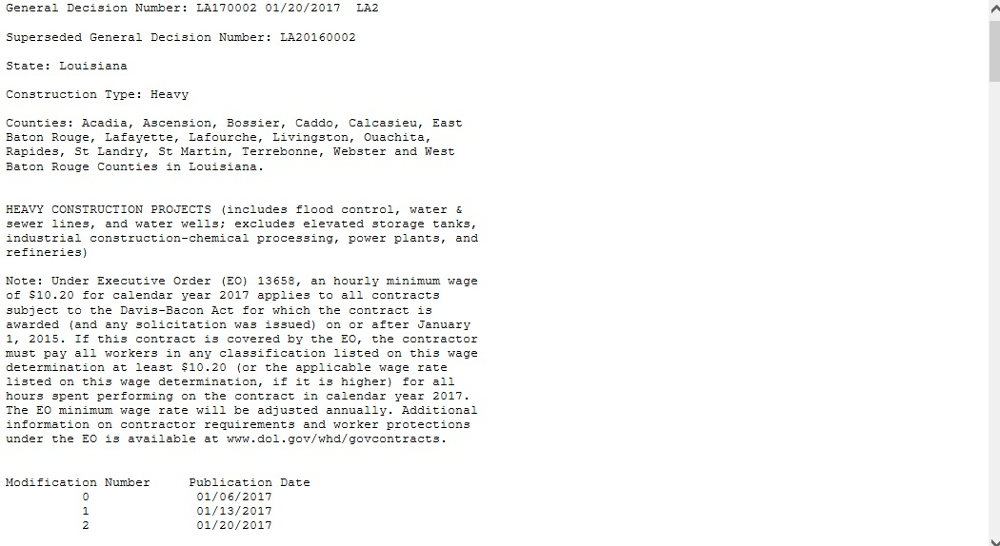 General Decision Number: LA170002 01/20/2017  LA2
Superseded General Decision Number: LA20160002
State: Louisiana
Construction Type: Heavy
Counties: Acadia, Ascension, Bossier, Caddo, Calcasieu, East
Baton Rouge, Lafayette, Lafourche, Livingston, Ouachita,
Rapides, St Landry, St Martin, Terrebonne, Webster and West
Baton Rouge Counties in Louisiana.
HEAVY CONSTRUCTION PROJECTS (includes flood control, water &
sewer lines, and water wells; excludes elevated storage tanks,
industrial construction-chemical processing, power plants, and
refineries)
Note: Under Executive Order (EO) 13658, an hourly minimum wage
of $10.20 for calendar year 2017 applies to all contracts
subject to the Davis-Bacon Act for which the contract is
awarded (and any solicitation was issued) on or after January
1, 2015. If this contract is covered by the EO, the contractor
must pay all workers in any classification listed on this wage
determination at least $10.20 (or the applicable wage rate
listed on this wage determination, if it is higher) for all
hours spent performing on the contract in calendar year 2017.
The EO minimum wage rate will be adjusted annually. Additional
information on contractor requirements and worker protections
under the EO is available at www.dol.gov/whd/govcontracts.
Modification Number     Publication Date
0              01/06/2017
1              01/13/2017
2              01/20/2017